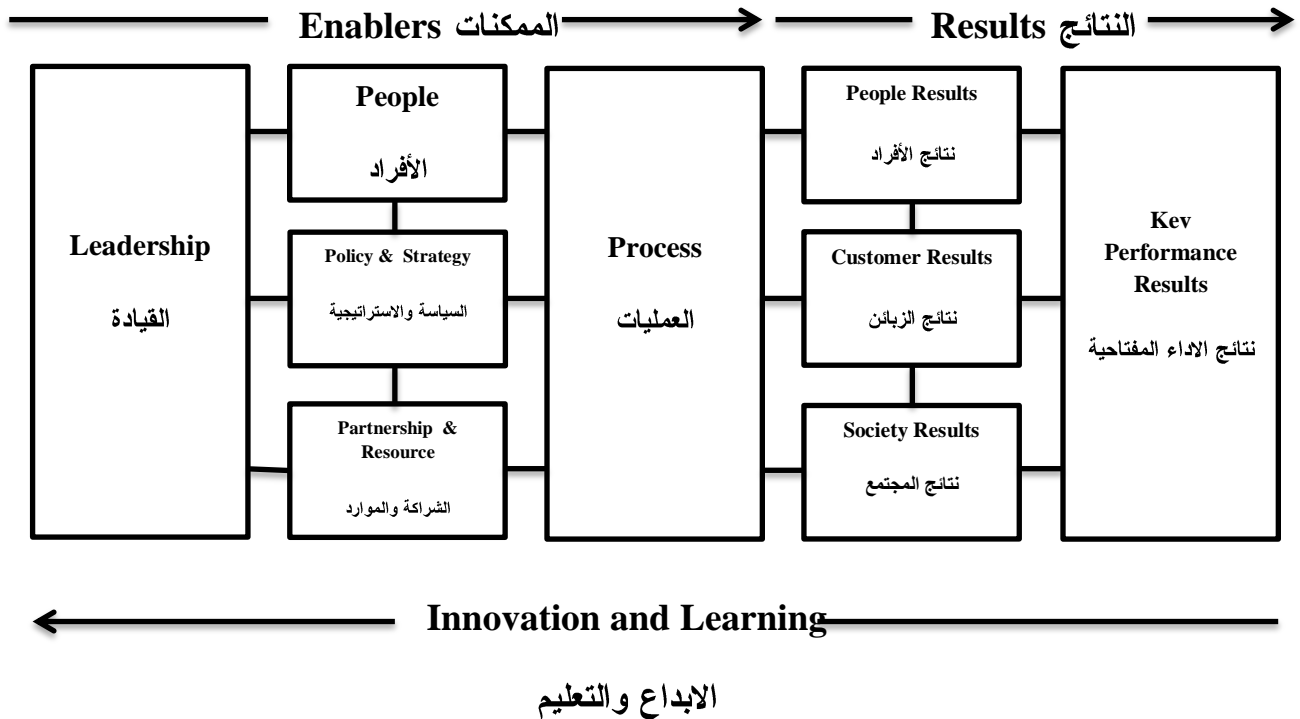 Enablers الممكنات
Results النتائج
Leadership
القيادة
People
الأفراد
Policy & Strategy
السياسة والاستراتيجية
Partnership &
Resource
الشراكة والموارد
Process
العمليات
People Results
نتائج الأفراد
Customer Results
نتائج الزبائن
Society Results
نتائج المجتمع
Kev
Performance
Results
نتائج الاداء المفتاحية
Innovation and Learning
الابداع والتعليم